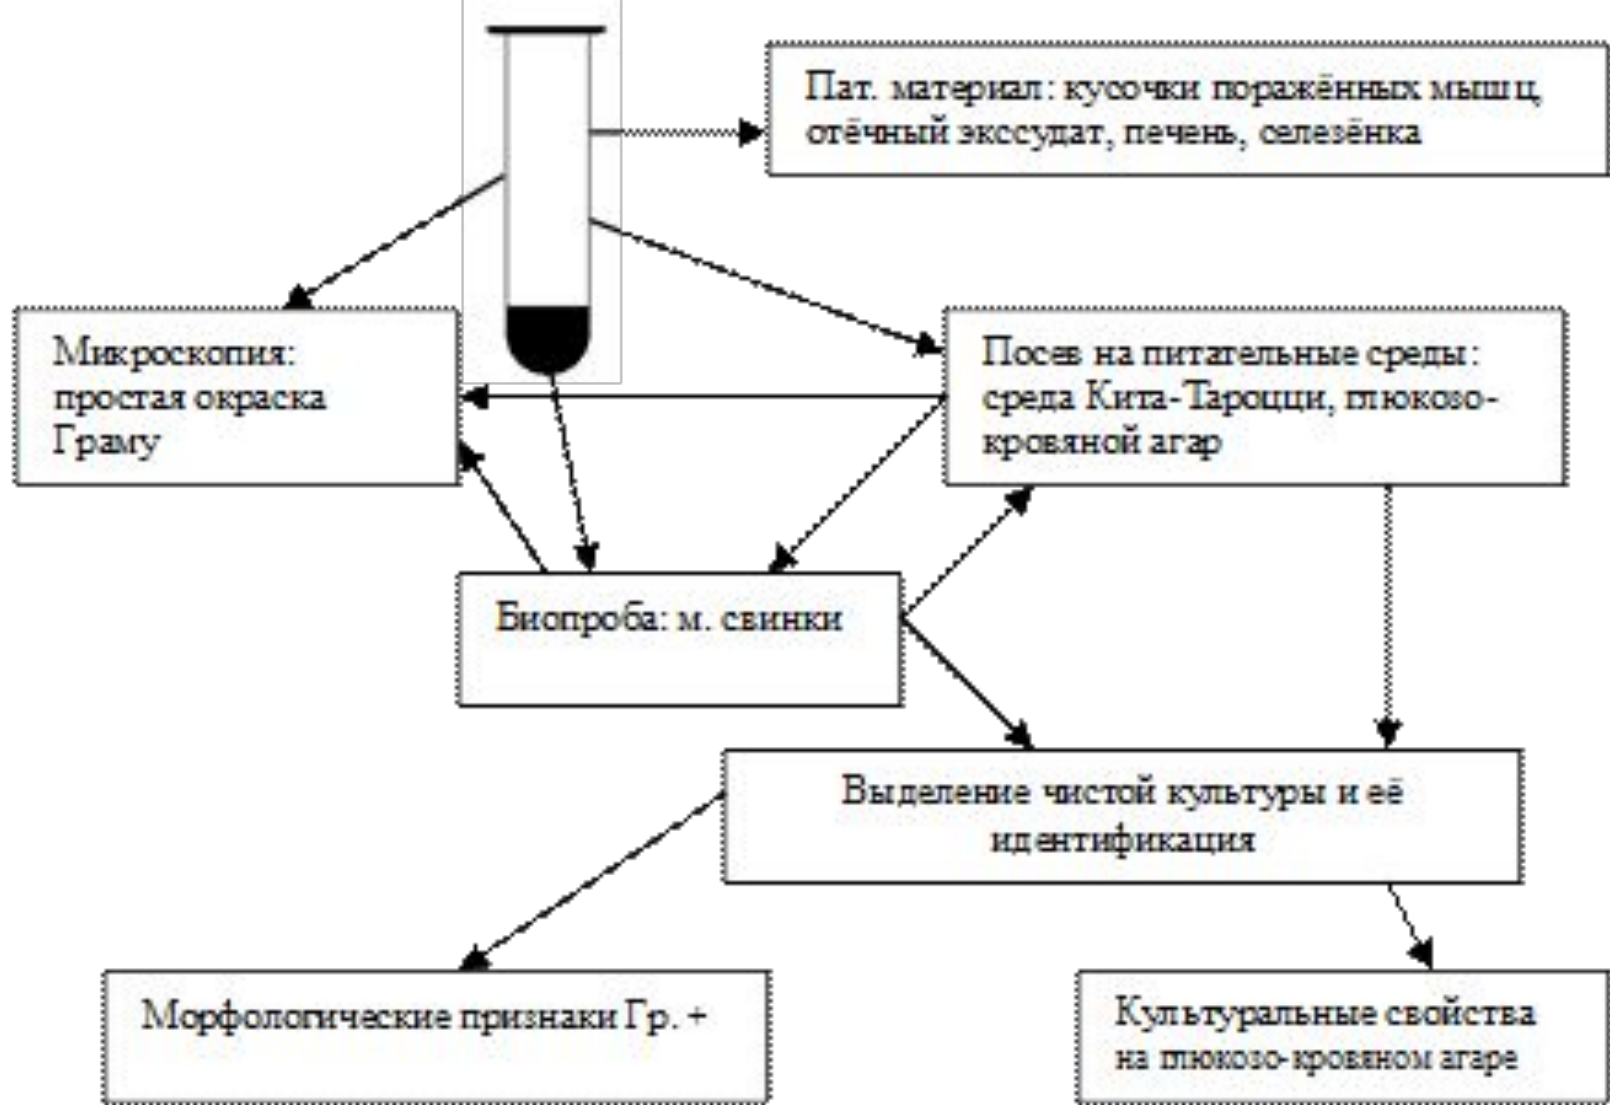 Пат. материал: кусочки поражённых мышц,
отёчный экссудат, печень, селезёнка
Микроскопия:
простая окраска
Граму
Посев на питательные среды:
среда Кита-Тароцци, глюкозо-
кровяной агар
Биопроба: м. свинки
Выделение чистой культуры и её
идентификация
Морфологические признаки Гр. +
Культуральные свойства
на глюкозо-кровяном агаре